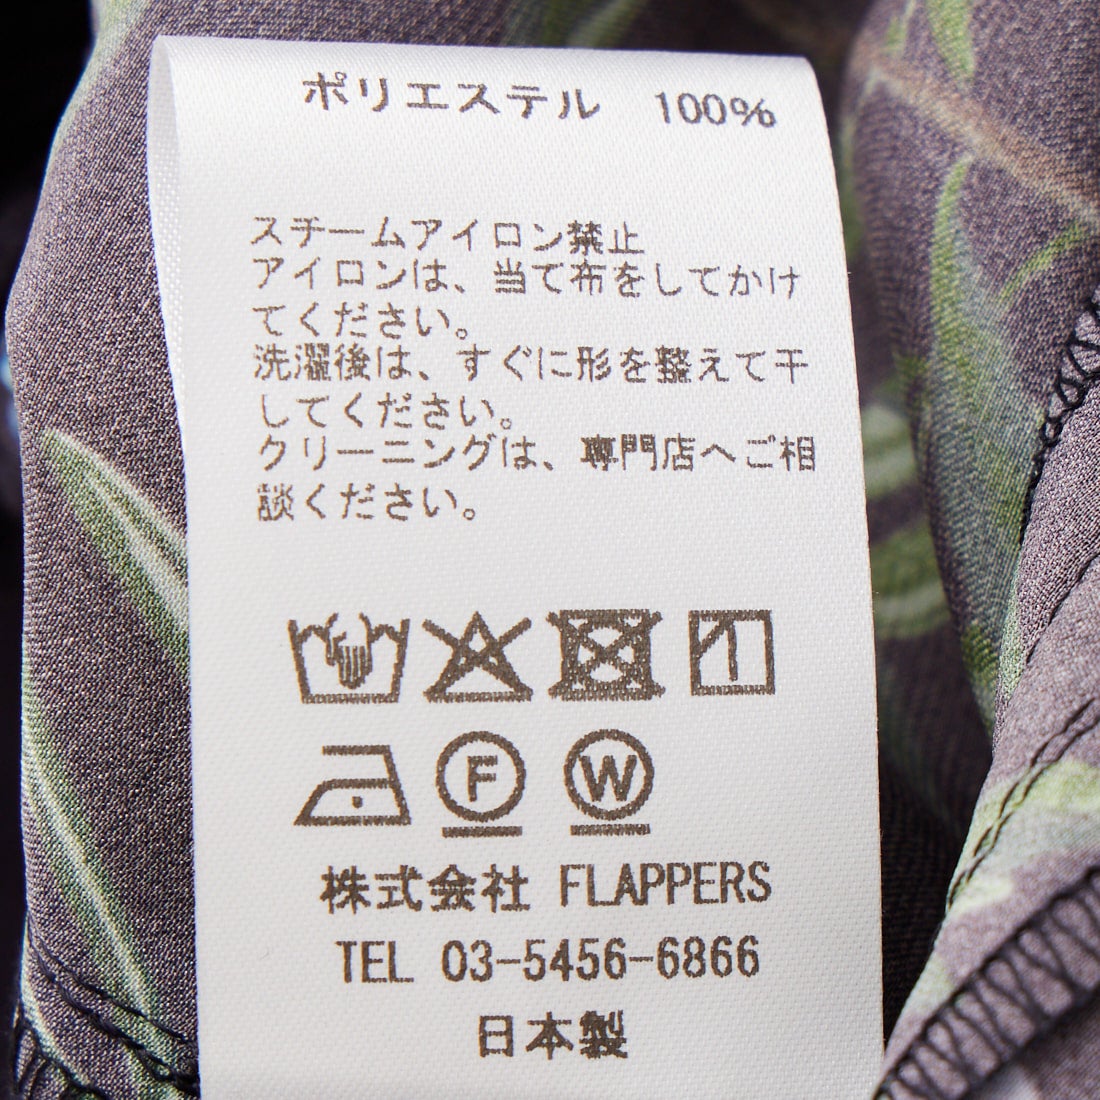 ポリエステル 100%
スチームアイロン禁止
アイロンは、当て布をしてかけ
てください。
洗濯後は、すぐに形を整えて干
してください。
クリーニングは、専門店へご相
談ください。
F W
株式会社 FLAPPERS
TEL 03-5456-6866
日本製